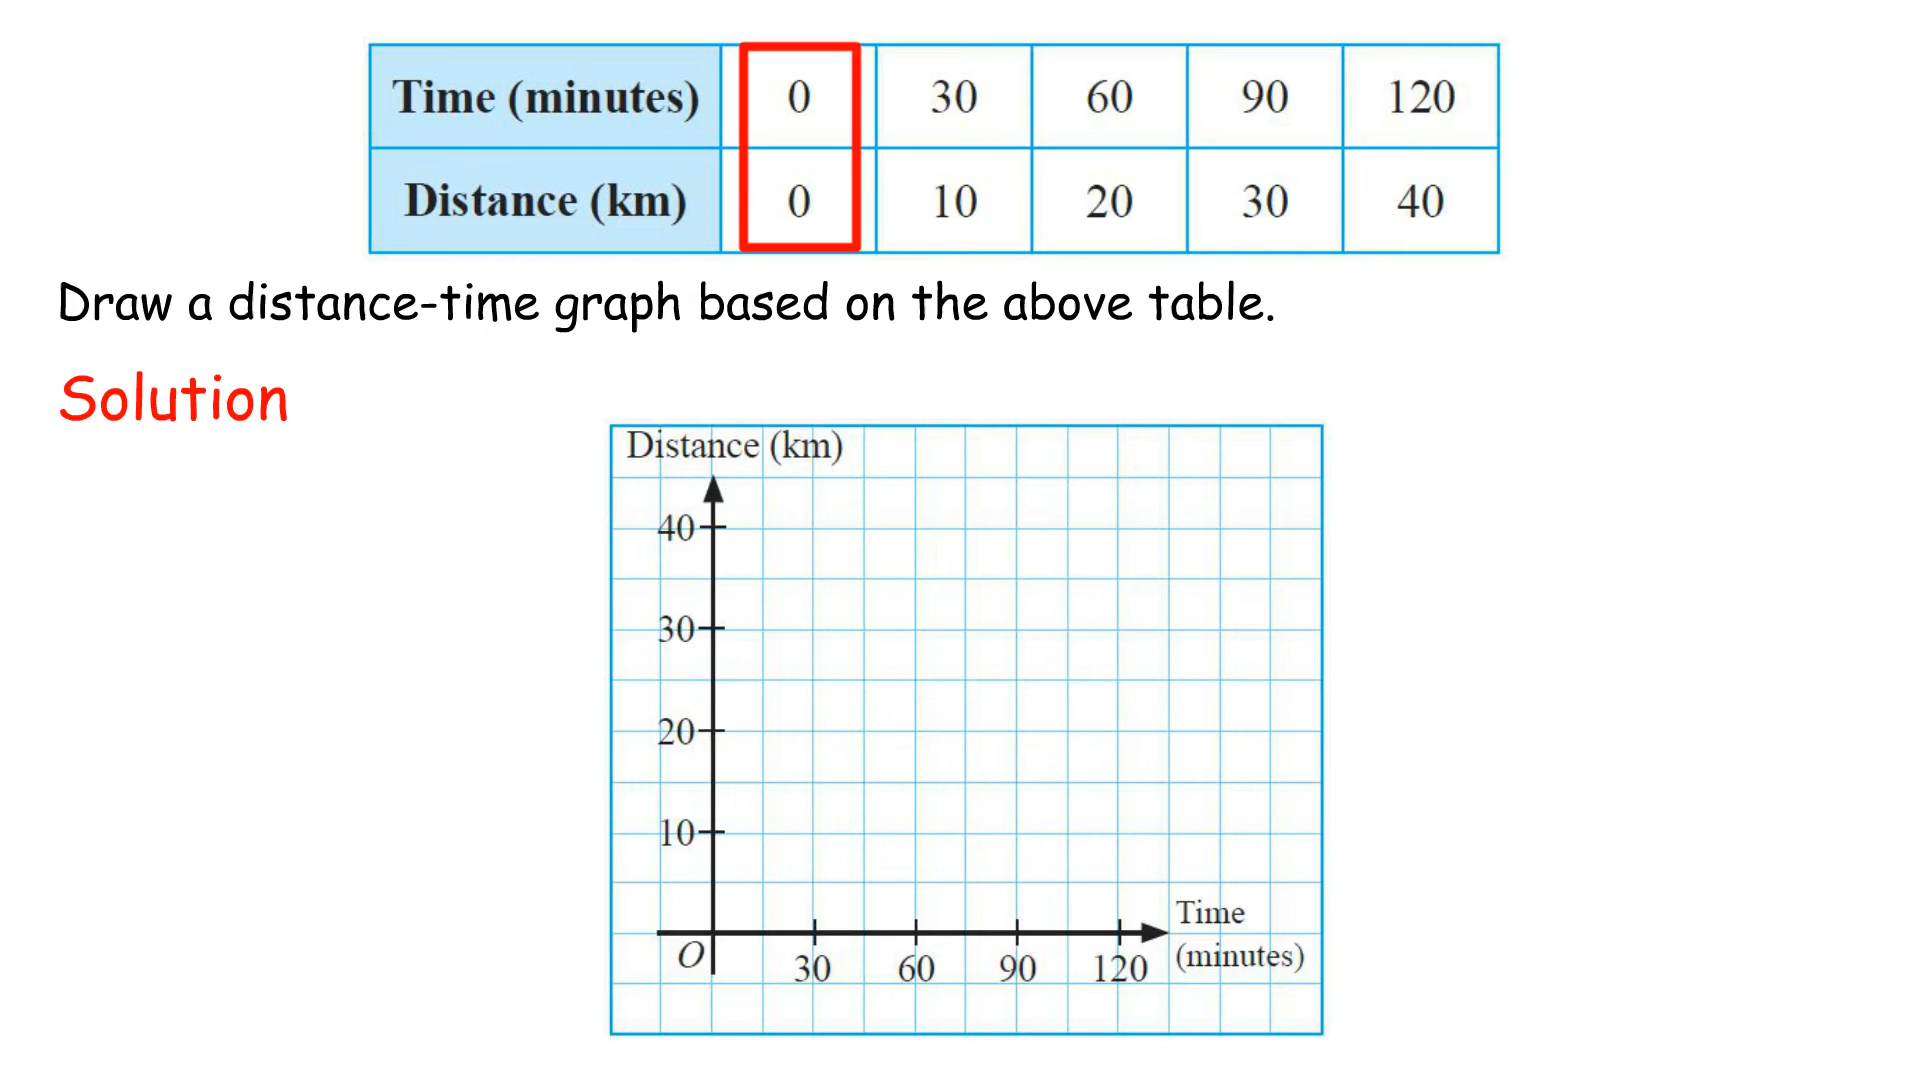 Time (minutes) 0 30 60 90 120
Distance (km) 0 10 20 30 40
Draw a distance-time graph based on the above table.
Solution
Distance (km)
40
30
20
10
Time
O
(minutes)
30 60 90 120